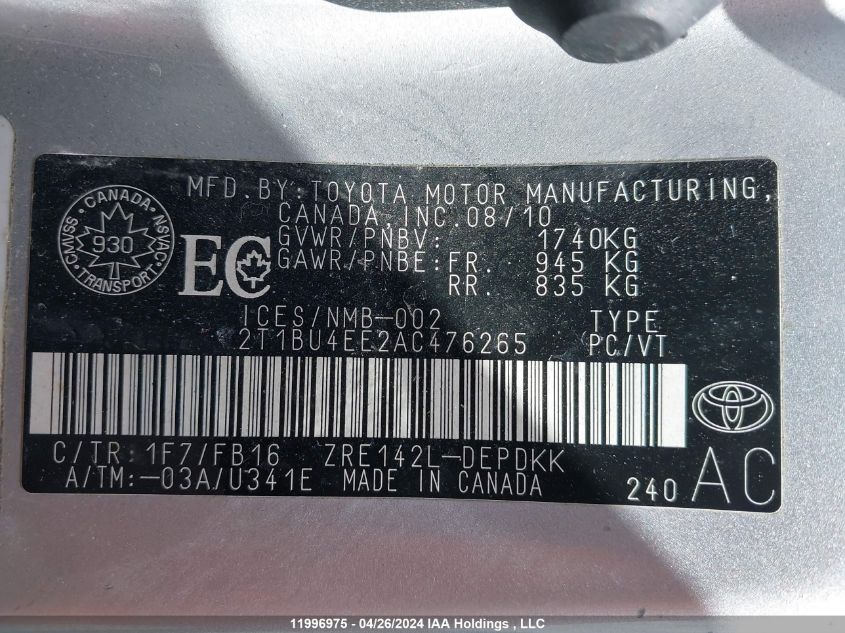 MFD.BY:TOYOTA MOTOR MANUFACTURING,
CANADA,INC.08/10
GVWR/PNBV: 1740KG
GAWR/PNBE:FR. 945 KG
RR. 835 KG
CANADA
CMVSS 930 NSVAC
TRANSPORT
EC
ICES/NMB-002 TYPE
2T1BU4EE2AC476265 PC/VT
C/TR:1F7/FB16 ZRE142L-DEPDKK
A/TM:-03A/U341E MADE IN CANADA
240 AC
11996975 - 04/26/2024 IAA Holdings , LLC